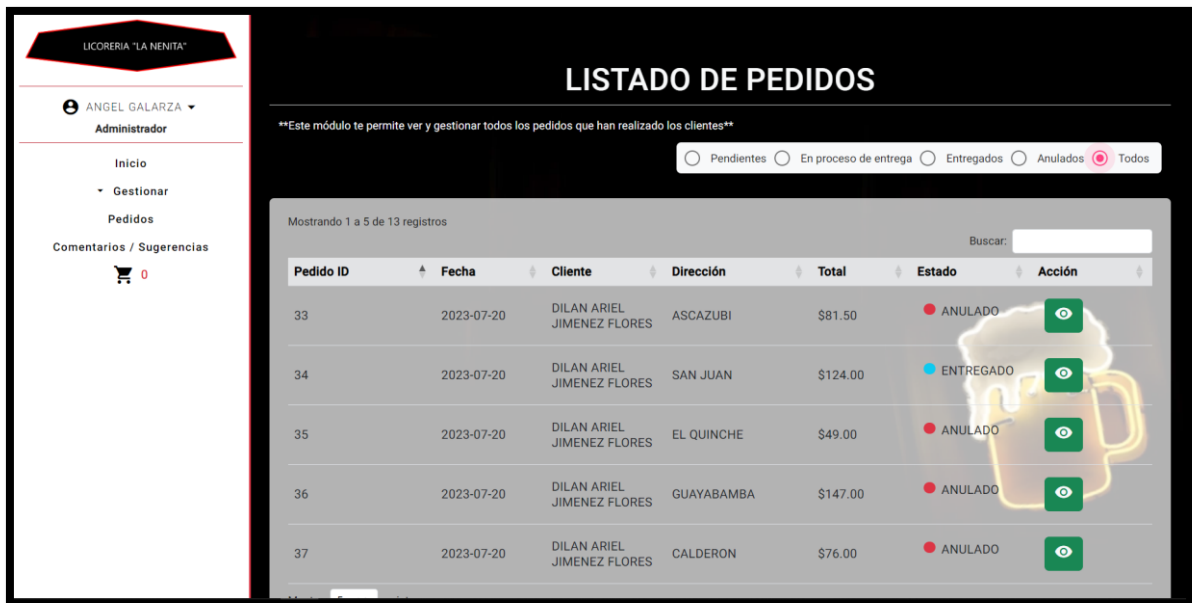 LICORERIA "LA NENITA"
ANGEL GALARZA
Administrador
Inicio
Gestionar
Pedidos
Comentarios / Sugerencias
0
LISTADO DE PEDIDOS
**Este módulo te permite ver y gestionar todos los pedidos que han realizado los clientes**
Pendientes En proceso de entrega Entregados Anulados Todos
Mostrando 1 a 5 de 13 registros
Buscar:
Pedido ID Fecha Cliente Dirección Total Estado Acción
33 2023-07-20 DILAN ARIEL JIMENEZ FLORES ASCAZUBI $81.50 ANULADO
34 2023-07-20 DILAN ARIEL JIMENEZ FLORES SAN JUAN $124.00 ENTREGADO
35 2023-07-20 DILAN ARIEL JIMENEZ FLORES EL QUINCHE $49.00 ANULADO
36 2023-07-20 DILAN ARIEL JIMENEZ FLORES GUAYABAMBA $147.00 ANULADO
37 2023-07-20 DILAN ARIEL JIMENEZ FLORES CALDERON $76.00 ANULADO